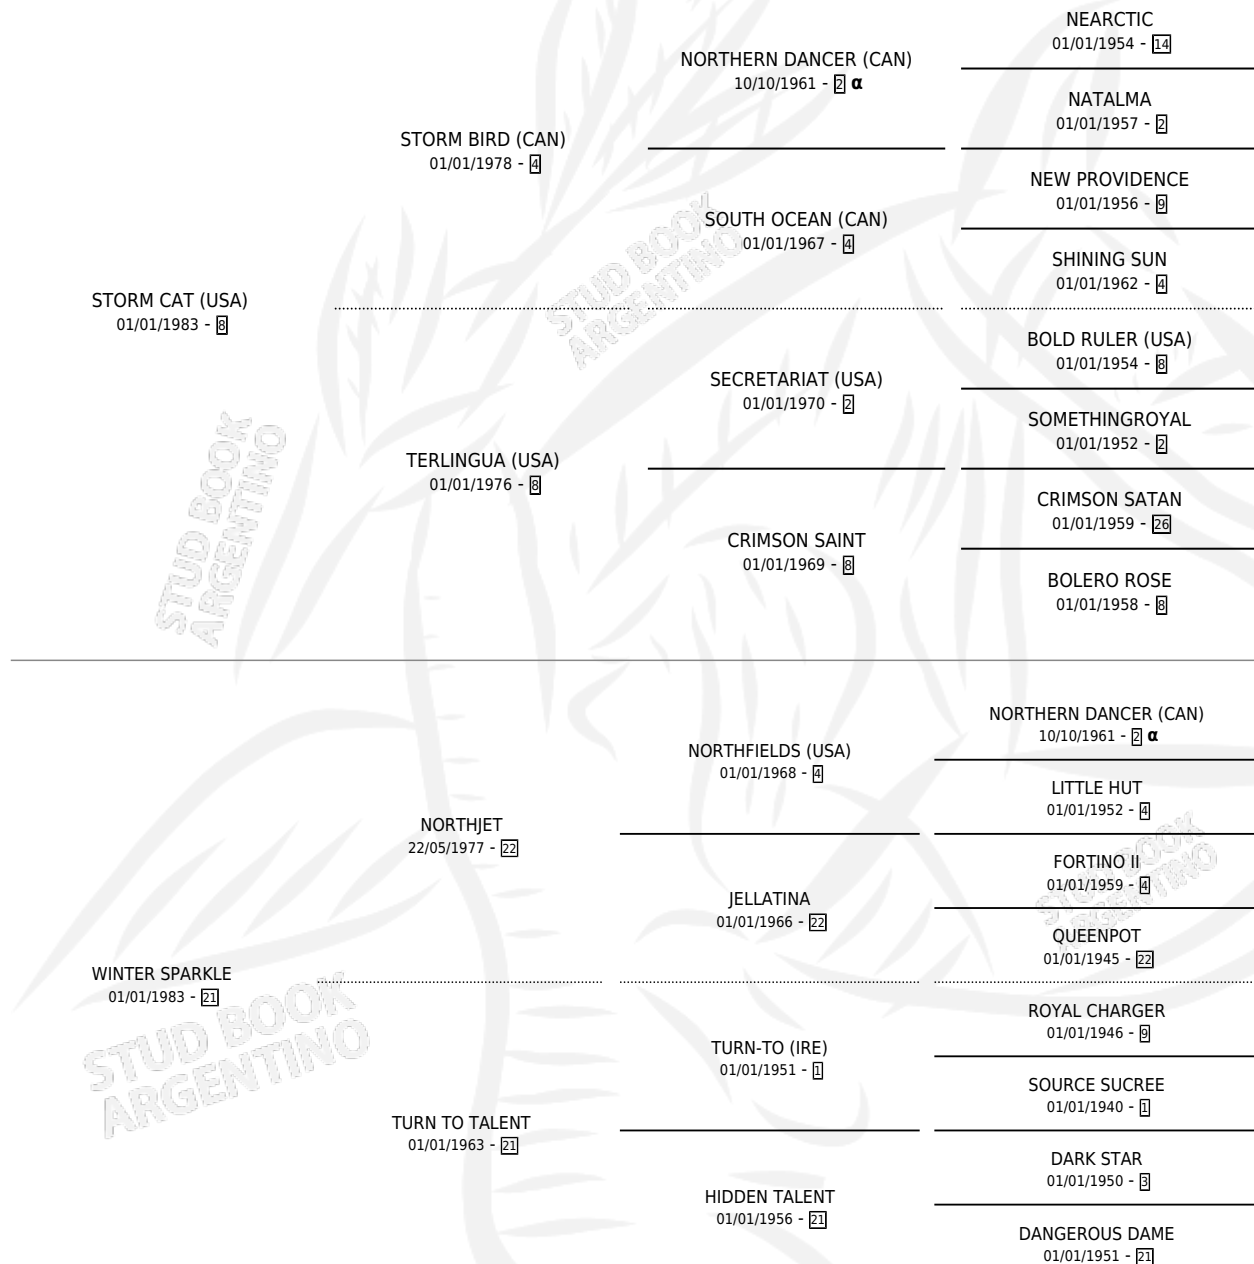 NEARCTIC
01/01/1954 - 14
NORTHERN DANCER (CAN)
10/10/1961 - 2 α
NATALMA
01/01/1957 - 2
STORM BIRD (CAN)
01/01/1978 - 4
NEW PROVIDENCE
01/01/1956 - 9
SOUTH OCEAN (CAN)
01/01/1967 - 4
SHINING SUN
01/01/1962 - 4
STUD BOOK
ARGENTINO
STORM CAT (USA)
01/01/1983 - 8
BOLD RULER (USA)
01/01/1954 - 8
SECRETARIAT (USA)
01/01/1970 - 2
SOMETHINGROYAL
01/01/1952 - 2
TERLINGUA (USA)
01/01/1976 - 8
CRIMSON SATAN
01/01/1959 - 26
CRIMSON SAINT
01/01/1969 - 8
BOLERO ROSE
01/01/1958 - 8
STUD BOOK
ARGENTINO
NORTHERN DANCER (CAN)
10/10/1961 - 2 α
NORTHFIELDS (USA)
01/01/1968 - 4
LITTLE HUT
01/01/1952 - 4
NORTHJET
22/05/1977 - 22
FORTINO II
01/01/1959 - 4
JELLATINA
01/01/1966 - 22
QUEENPOT
01/01/1945 - 22
STUD BOOK
ARGENTINO
WINTER SPARKLE
01/01/1983 - 21
ROYAL CHARGER
01/01/1946 - 9
TURN-TO (IRE)
01/01/1951 - 1
SOURCE SUCREE
01/01/1940 - 1
STUD BOOK
ARGENTINO
TURN TO TALENT
01/01/1963 - 21
DARK STAR
01/01/1950 - 3
HIDDEN TALENT
01/01/1956 - 21
DANGEROUS DAME
01/01/1951 - 21